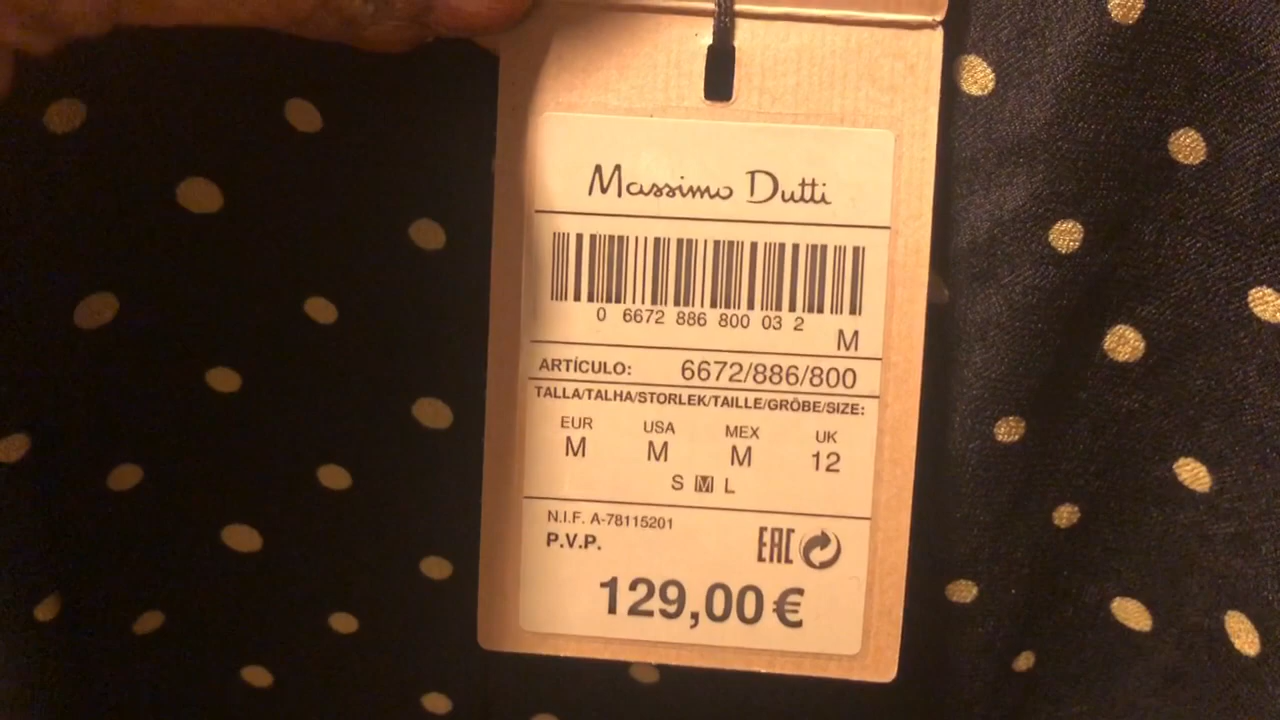 Massimo Dutti
0 6672 886 800 03 2
M
ARTÍCULO: 6672/886/800
TALLA/TALHA/STORLEK/TAILLE/GRÖBE/SIZE:
EUR USA MEX UK
M M M 12
S M L
N.I.F. A-78115201
P.V.P. EAC
129,00 €